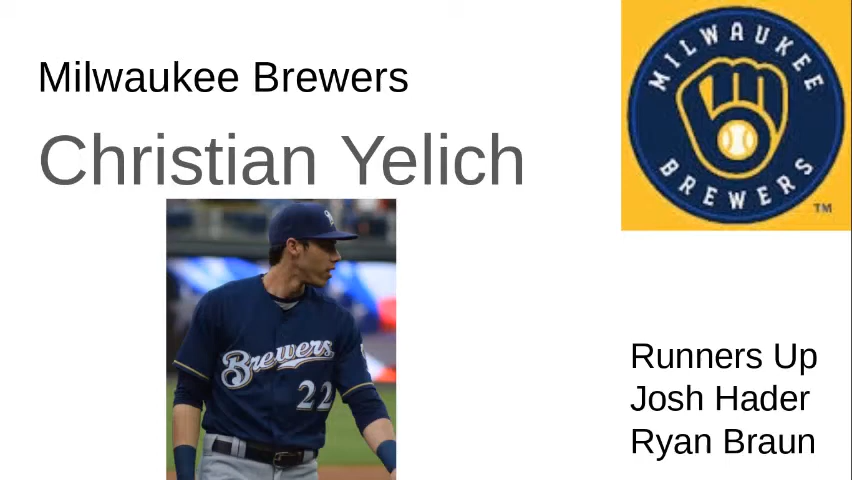 Milwaukee Brewers
Christian Yelich
MILWAUKEE
BREWERS
TM
Brewers
22
Runners Up
Josh Hader
Ryan Braun